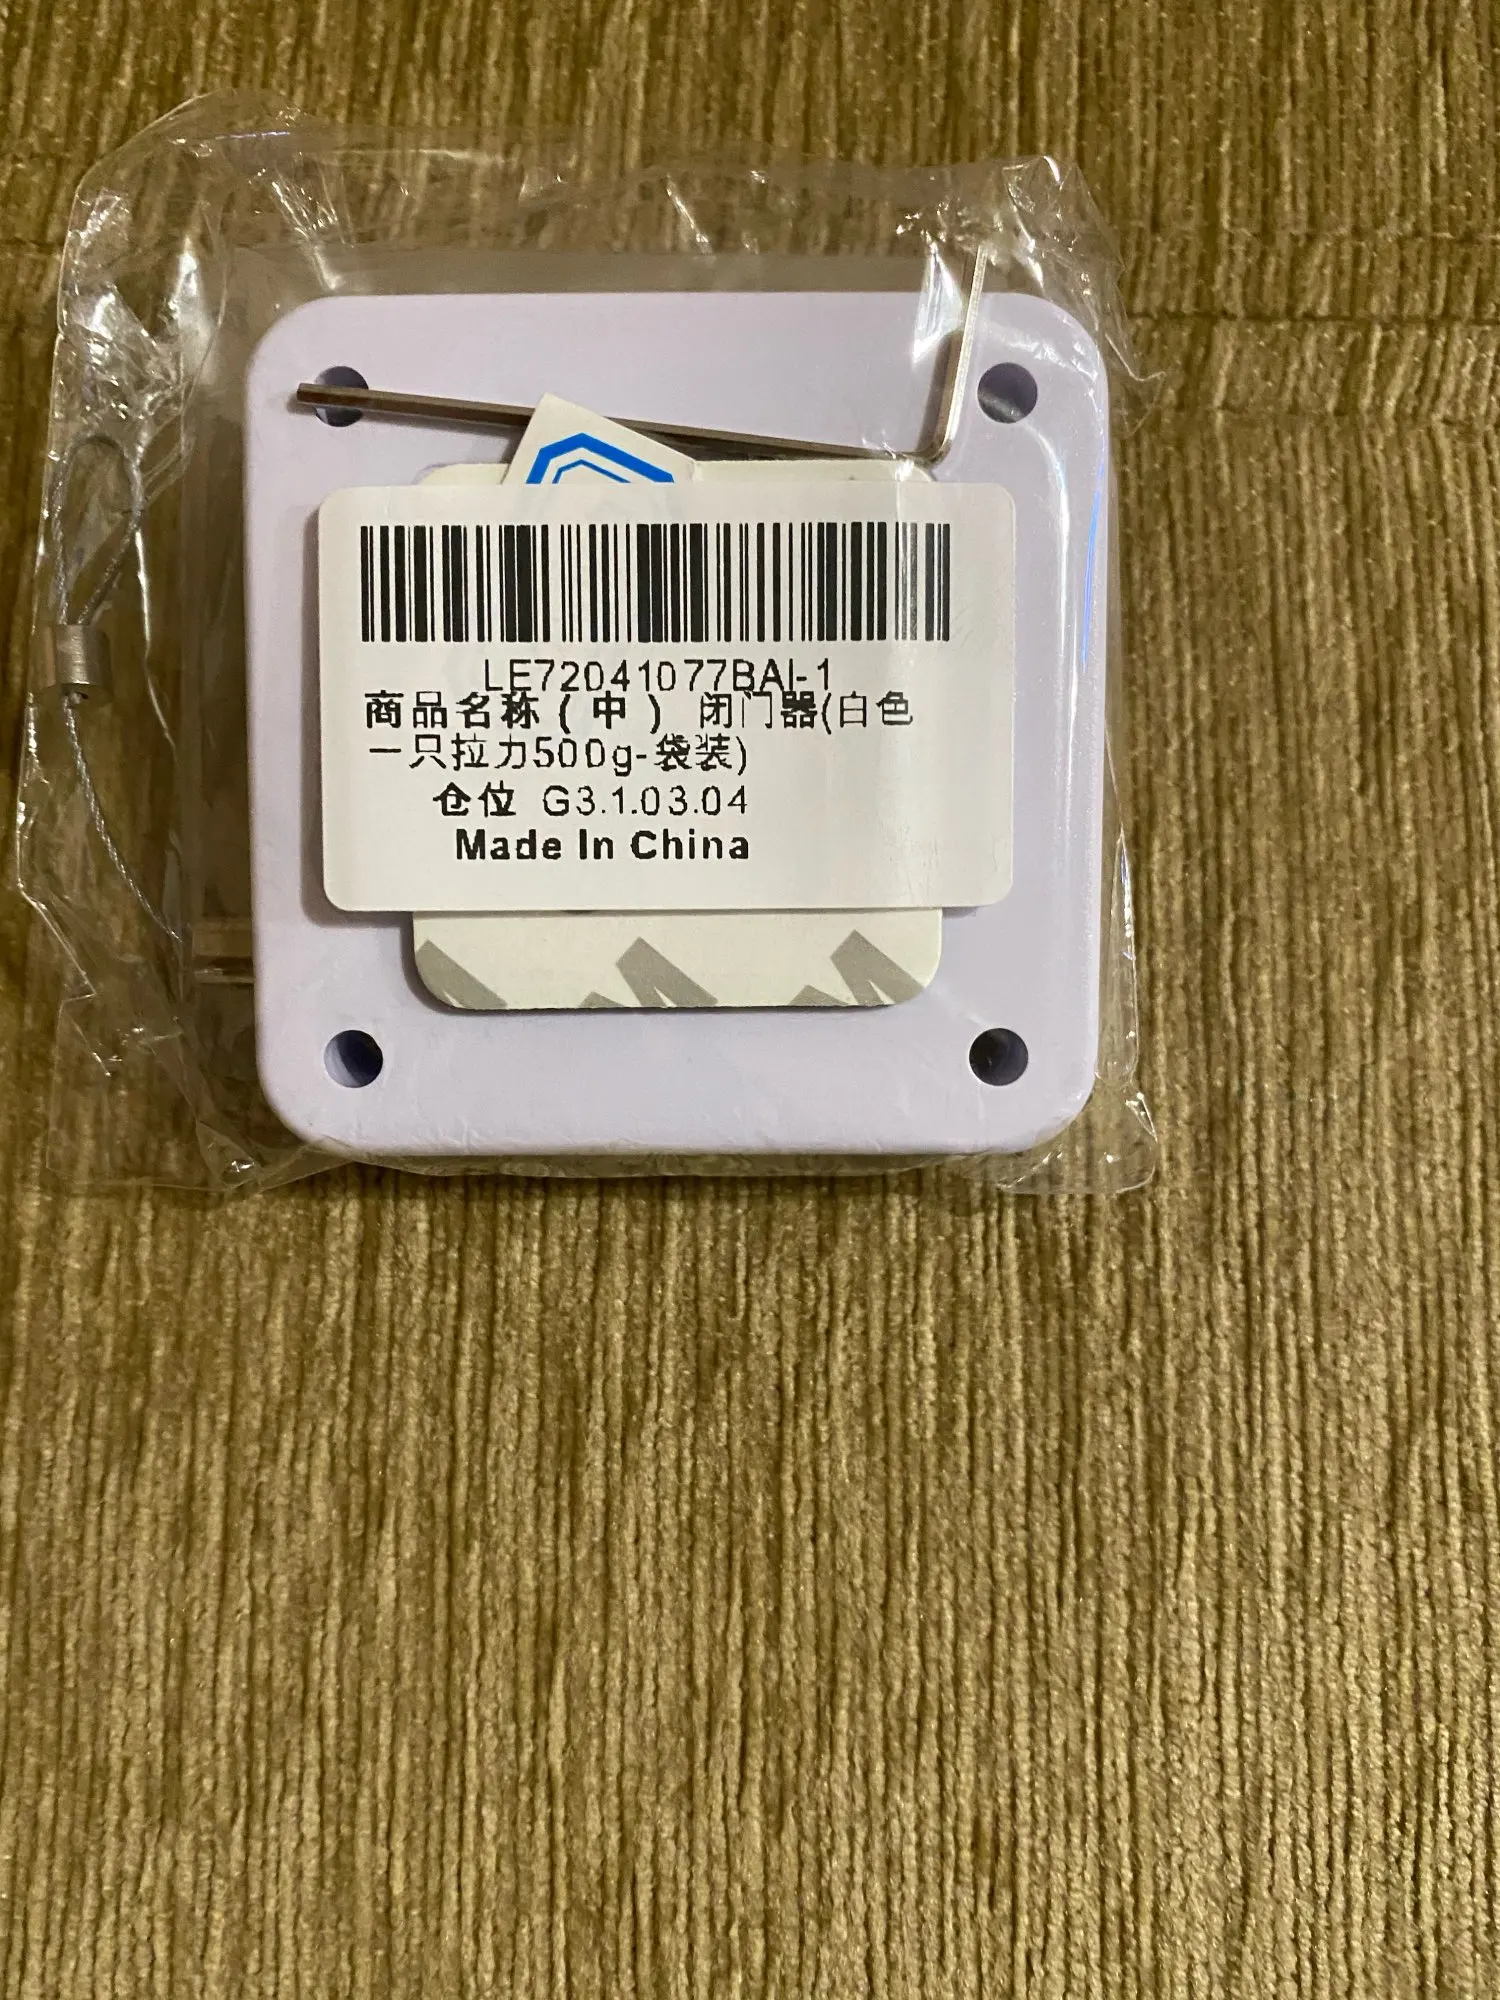 LE72041077BAI-1
商品名称(中) 闭门器(白色
一只拉力500g-袋装)
仓位 G3.1.03.04
Made In China